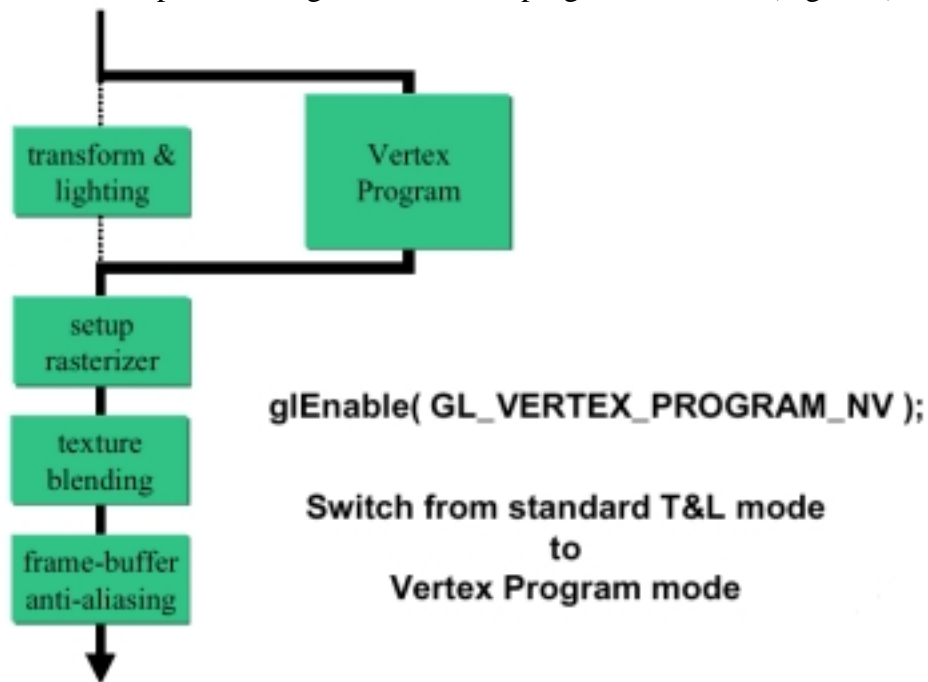 transform &
lighting
Vertex
Program
setup
rasterizer
texture
blending
frame-buffer
anti-aliasing
glEnable( GL_VERTEX_PROGRAM_NV );
Switch from standard T&L mode
to
Vertex Program mode